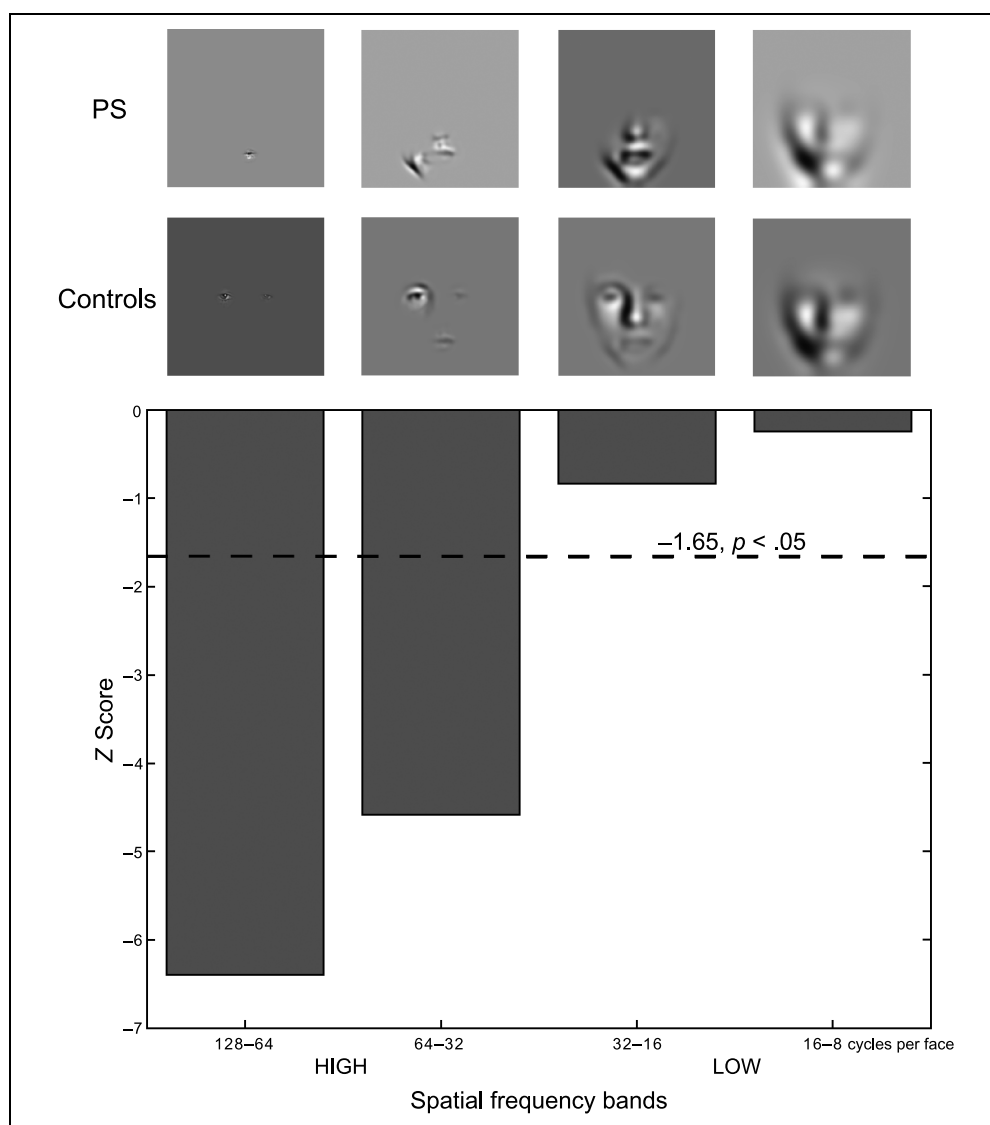 PS
Controls
0
–1
–1.65, p < .05
–2
–3
Z Score
–4
–5
–6
–7
128–64 64–32 32–16 16–8 cycles per face
HIGH LOW
Spatial frequency bands